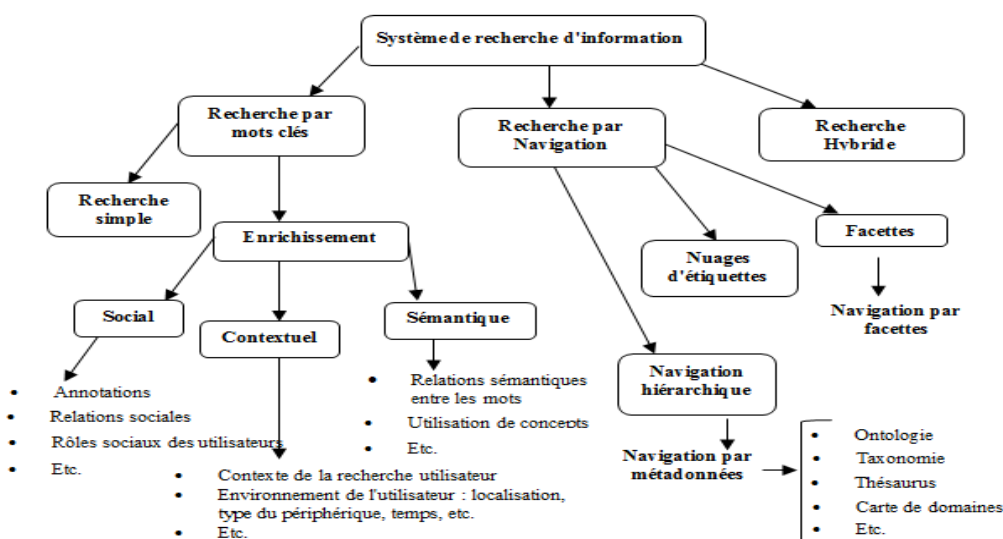 Système de recherche d'information
Recherche par
mots clés
Recherche par
Navigation
Recherche
Hybride
Recherche
simple
Enrichissement
Nuages
d'étiquettes
Facettes
Navigation par
facettes
Social
Contextuel
Sémantique
Navigation
hiérarchique
• Annotations
• Relations sociales
• Rôles sociaux des utilisateurs
• Etc.
• Relations sémantiques
entre les mots
• Utilisation de concepts
• Etc.
• Contexte de la recherche utilisateur
• Environnement de l'utilisateur : localisation,
type du périphérique, temps, etc.
• Etc.
Navigation par
métadonnées
• Ontologie
• Taxonomie
• Thésaurus
• Carte de domaines
• Etc.